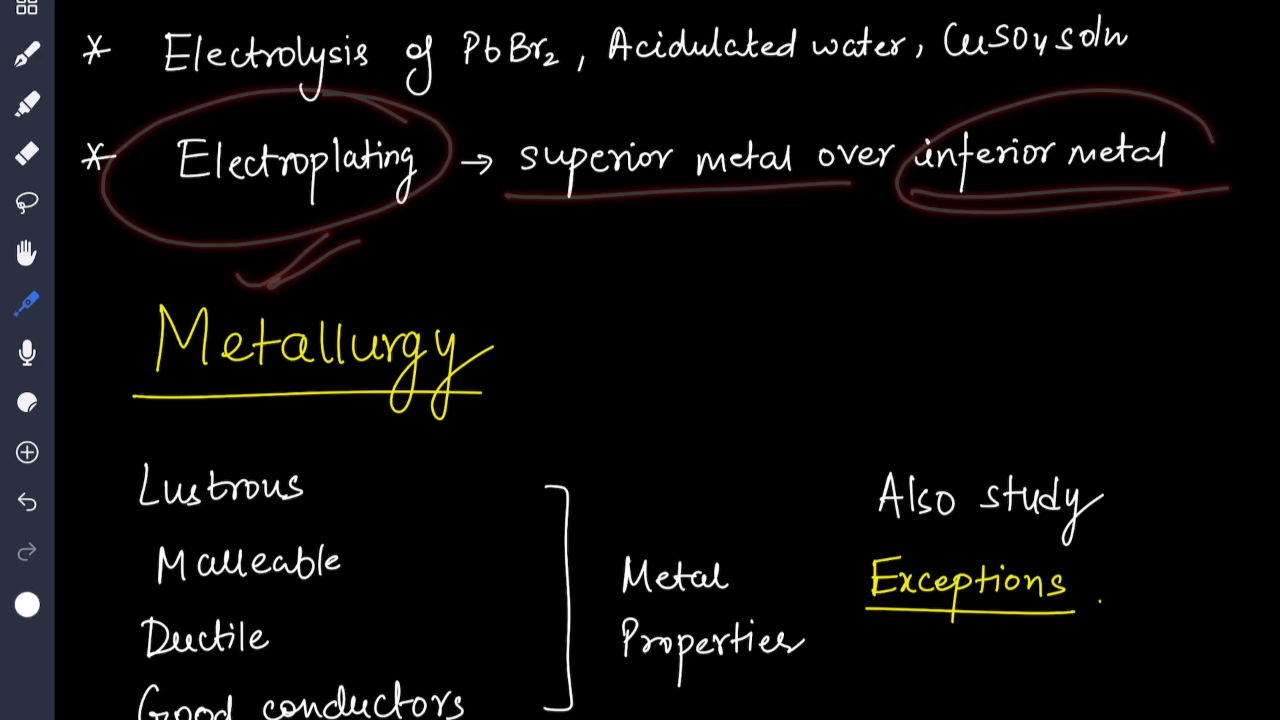 * Electrolysis of PbBr₂, Acidulated water, CuSO4 soln
* Electroplating → superior metal over inferior metal
Metallurgy
Lustrous
Malleable
Ductile
Good conductors
Metal
Properties
Also study
Exceptions.